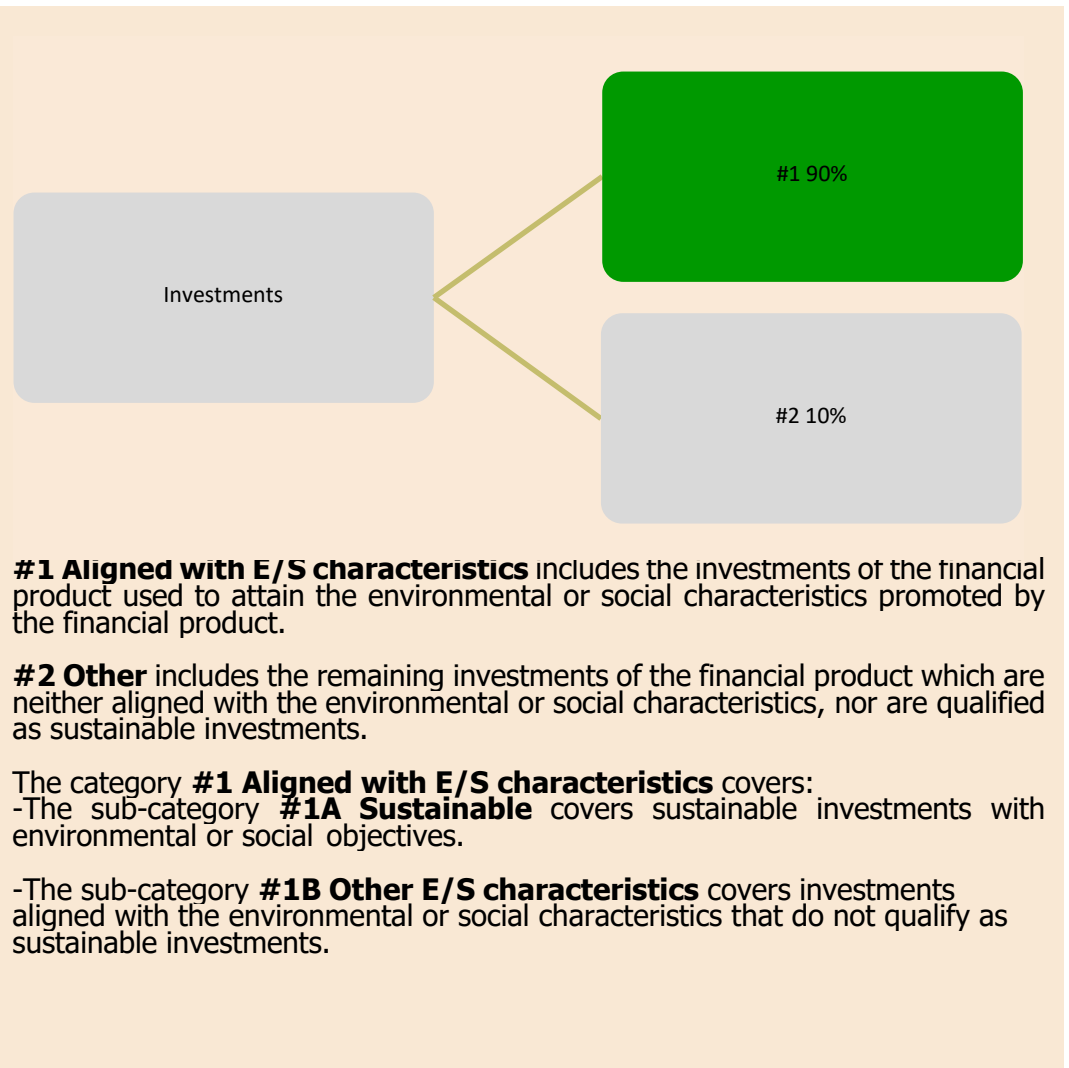 #1 90%
Investments
#2 10%
#1 Aligned with E/S characteristics includes the investments of the financial
product used to attain the environmental or social characteristics promoted by
the financial product.
#2 Other includes the remaining investments of the financial product which are
neither aligned with the environmental or social characteristics, nor are qualified
as sustainable investments.
The category #1 Aligned with E/S characteristics covers:
-The sub-category #1A Sustainable covers sustainable investments with
environmental or social objectives.
-The sub-category #1B Other E/S characteristics covers investments
aligned with the environmental or social characteristics that do not qualify as
sustainable investments.